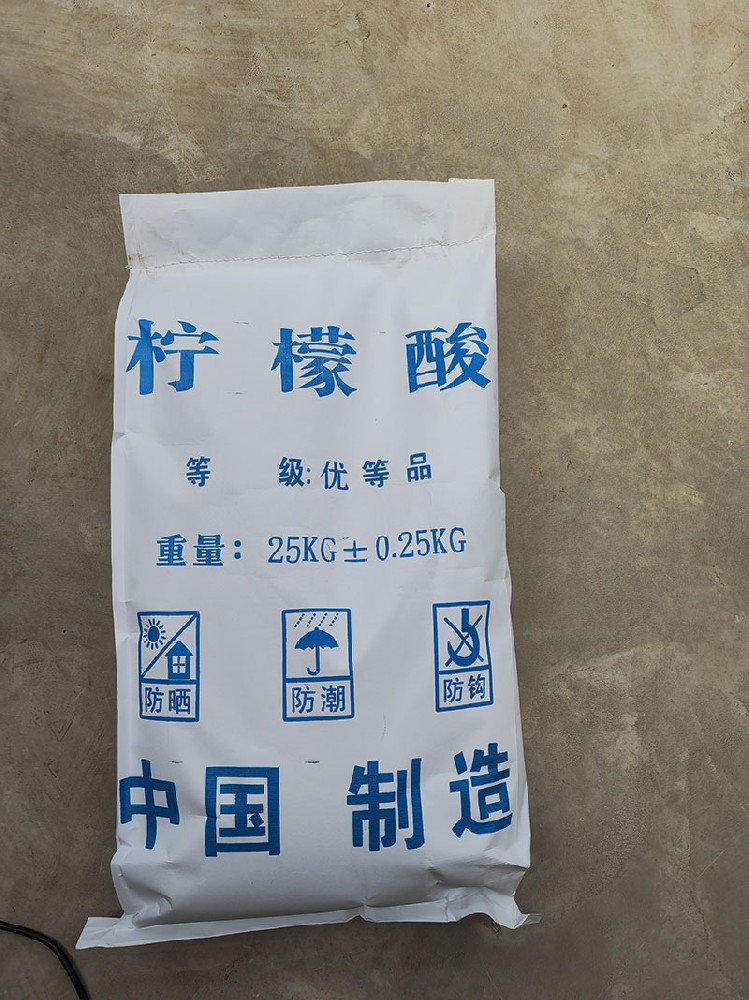 柠檬酸
等 级:优等品
重量：25KG±0.25KG
防晒 防潮 防钩
中国 制造